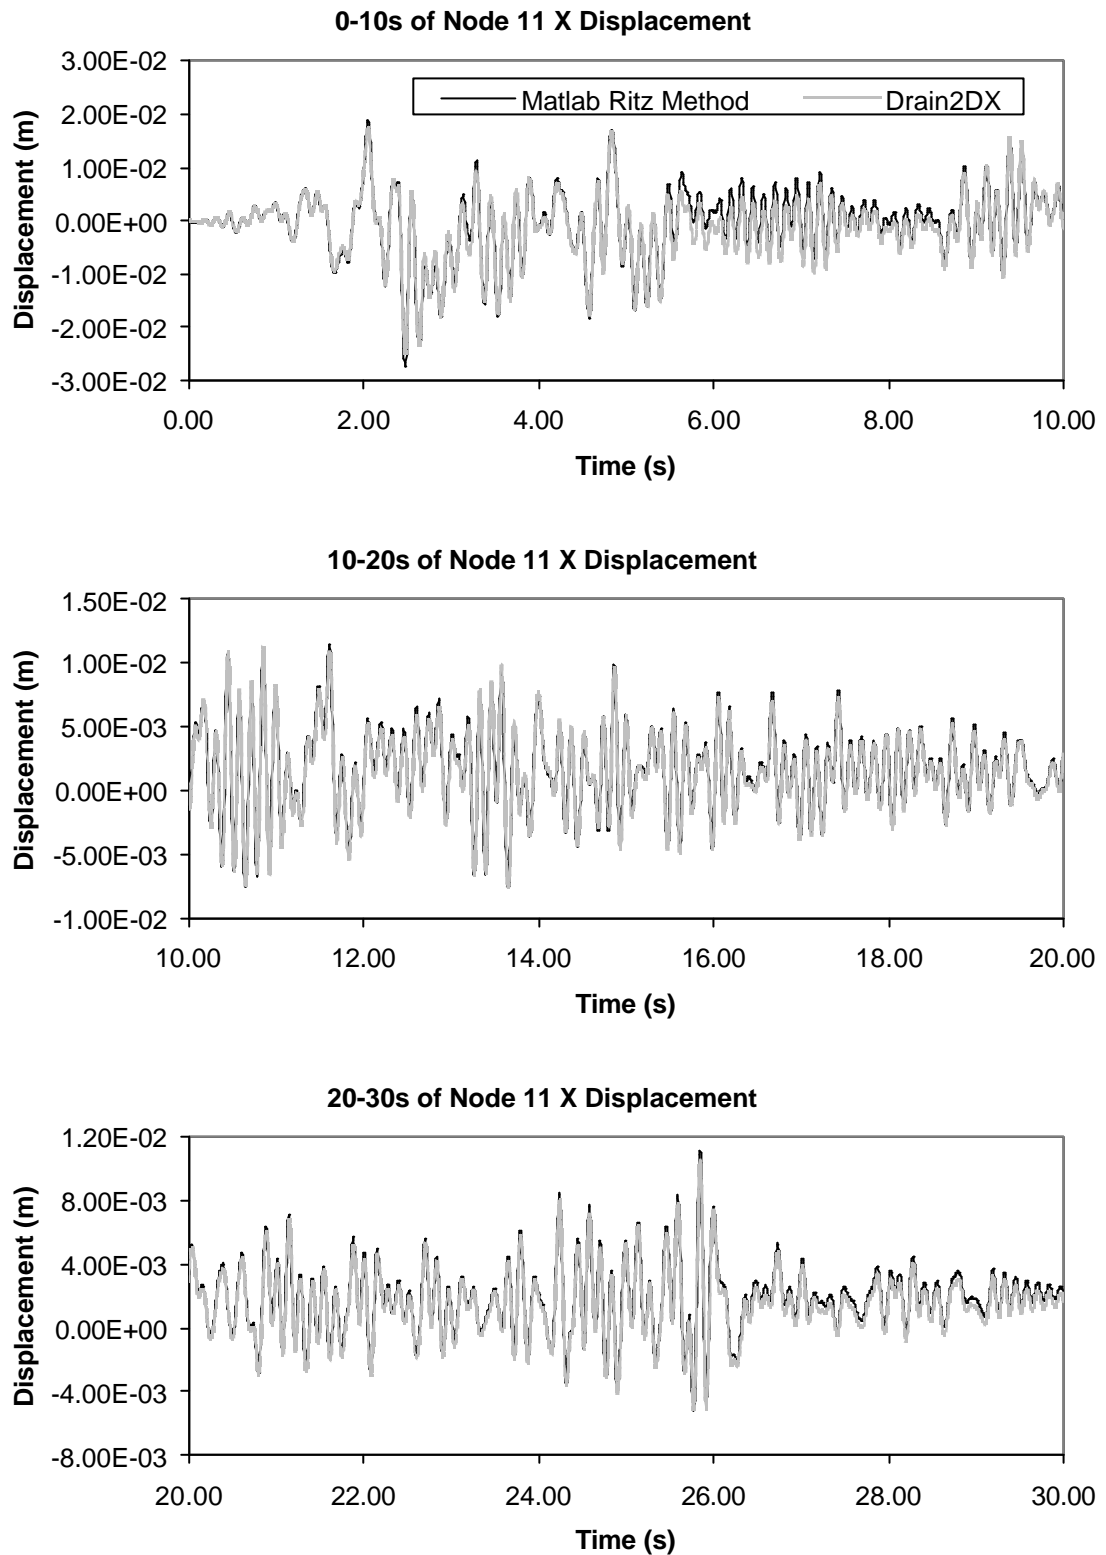 0-10s of Node 11 X Displacement
3.00E-02
Matlab Ritz Method Drain2DX
2.00E-02
1.00E-02
0.00E+00
-1.00E-02
-2.00E-02
-3.00E-02
Displacement (m)
0.00 2.00 4.00 6.00 8.00 10.00
Time (s)
10-20s of Node 11 X Displacement
1.50E-02
1.00E-02
5.00E-03
0.00E+00
-5.00E-03
-1.00E-02
Displacement (m)
10.00 12.00 14.00 16.00 18.00 20.00
Time (s)
20-30s of Node 11 X Displacement
1.20E-02
8.00E-03
4.00E-03
0.00E+00
-4.00E-03
-8.00E-03
Displacement (m)
20.00 22.00 24.00 26.00 28.00 30.00
Time (s)